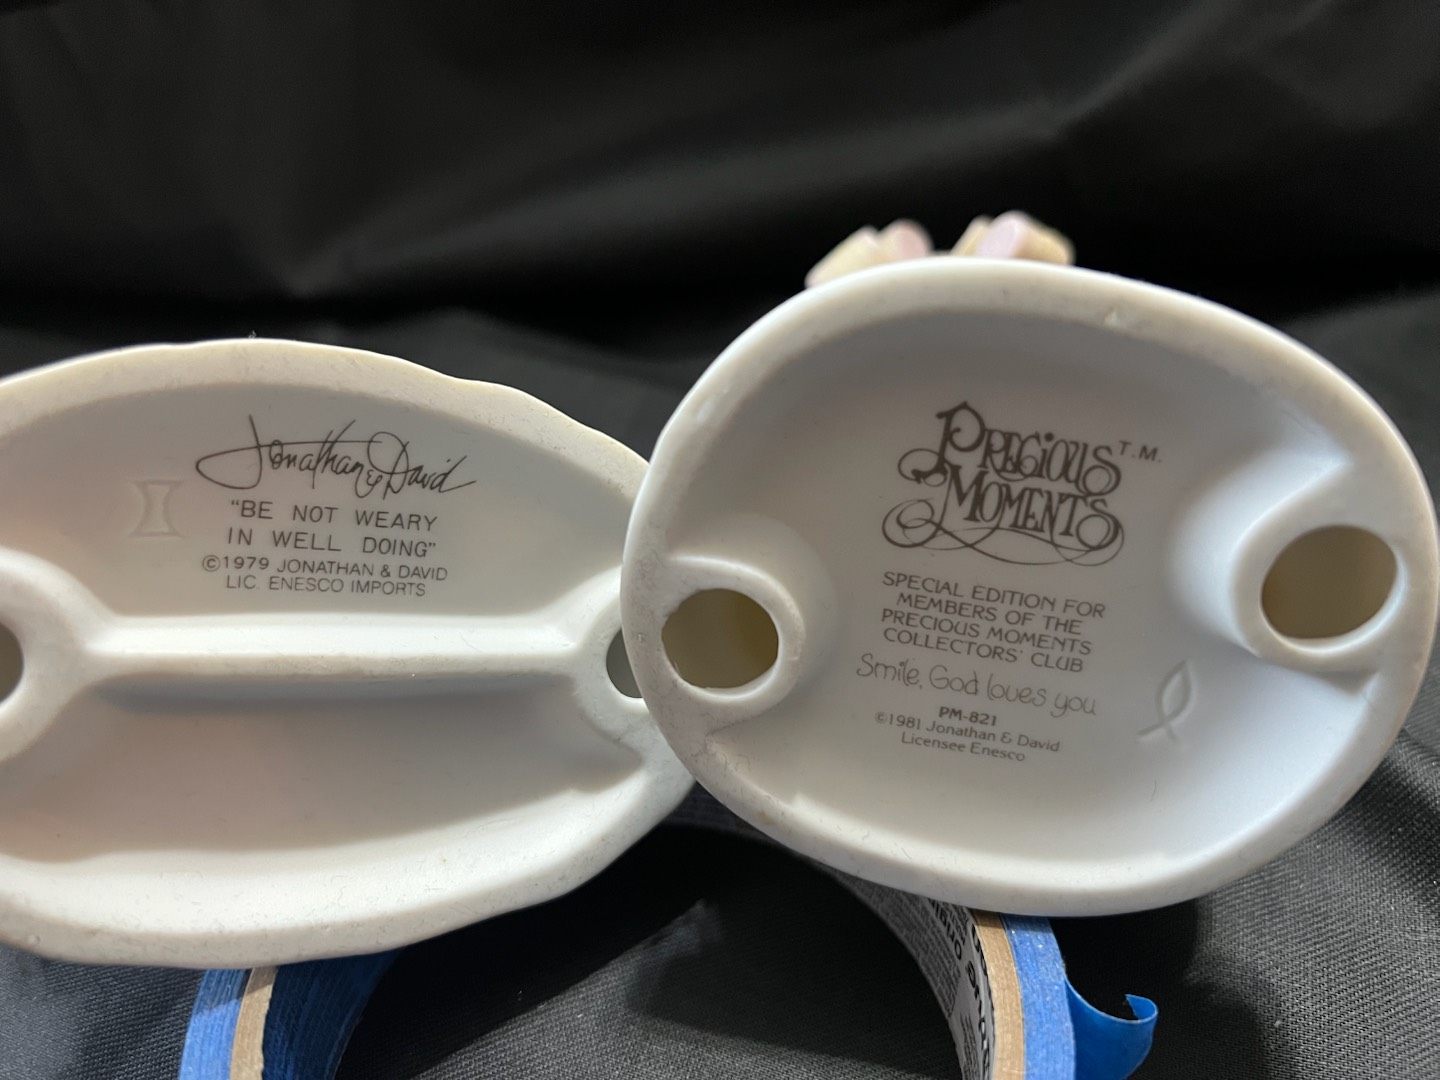 Jonathan & David
"BE NOT WEARY
IN WELL DOING"
©1979 JONATHAN & DAVID
LIC. ENESCO IMPORTS
PRECIOUS T.M.
MOMENTS
SPECIAL EDITION FOR
MEMBERS OF THE
PRECIOUS MOMENTS
COLLECTORS' CLUB
Smile, God loves you
PM-821
©1981 Jonathan & David
Licensee Enesco